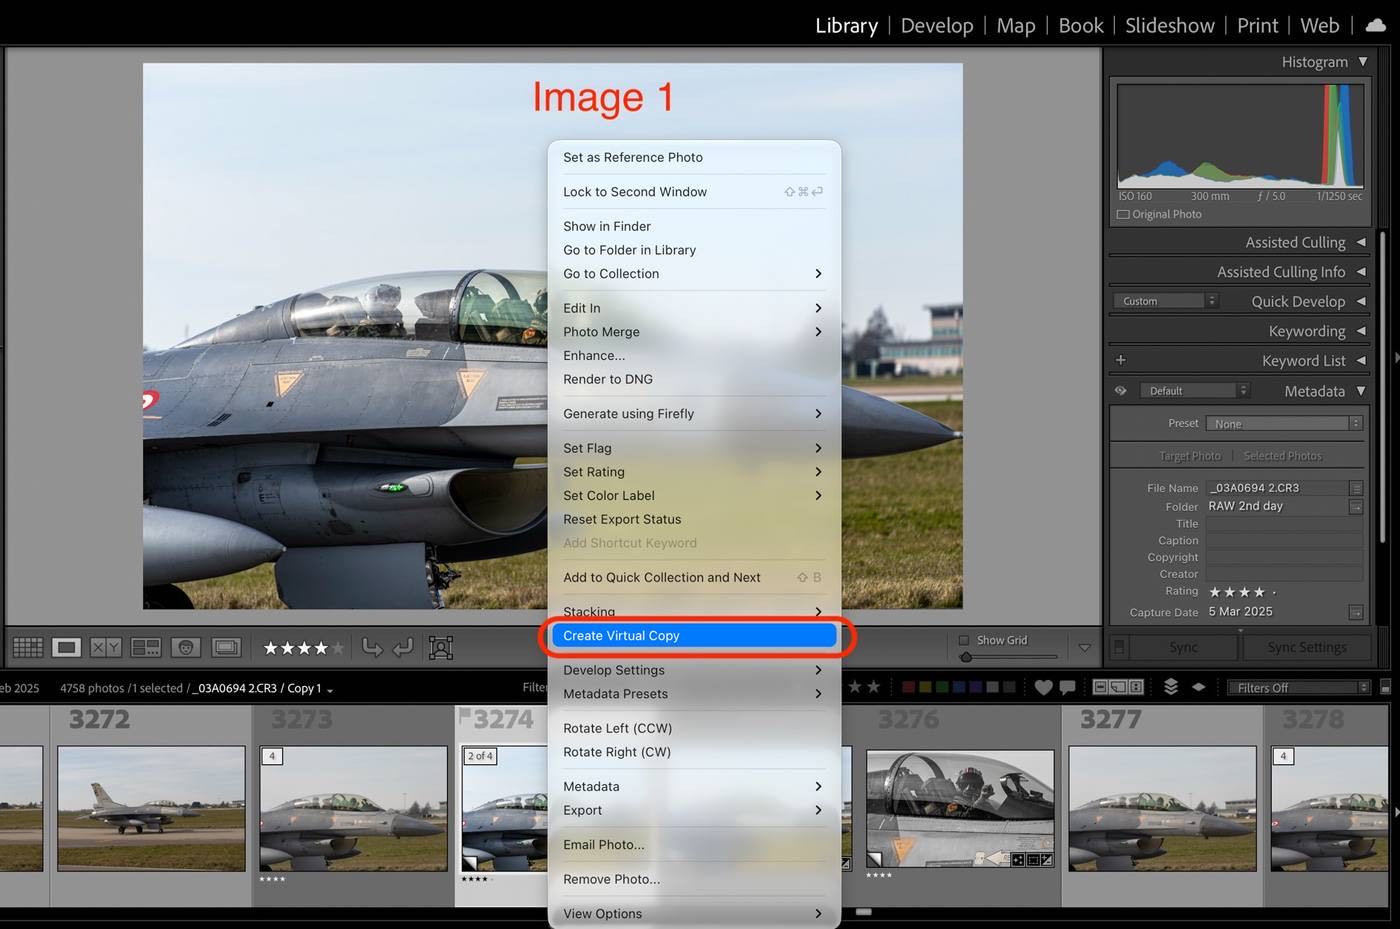 Library | Develop | Map | Book | Slideshow | Print | Web |
Histogram
Image 1
ISO 160 300 mm ƒ / 5.0 1/1250 sec
Original Photo
Assisted Culling
Assisted Culling Info
Custom Quick Develop
Keywording
+ Keyword List
Default Metadata
Preset None
Target Photo | Selected Photos
File Name _03A0694 2.CR3
Folder RAW 2nd day
Title
Caption
Copyright
Creator
Rating ★★★★ ·
Capture Date 5 Mar 2025
Sync Sync Settings
Set as Reference Photo
Lock to Second Window ⇧⌘⏎
Show in Finder
Go to Folder in Library
Go to Collection
Edit In
Photo Merge
Enhance...
Render to DNG
Generate using Firefly
Set Flag
Set Rating
Set Color Label
Reset Export Status
Add Shortcut Keyword
Add to Quick Collection and Next ⇧ B
Stacking
Create Virtual Copy
Develop Settings
Metadata Presets
Rotate Left (CCW)
Rotate Right (CW)
Metadata
Export
Email Photo...
Remove Photo...
View Options
XY ★★★★★ Show Grid
eb 2025 4758 photos /1 selected /_03A0694 2.CR3 / Copy 1 Filter Filters Off
3272 3273 3274 3276 3277 3278
4 2 of 4 4
★★★★ ★★★★ · ★★★★